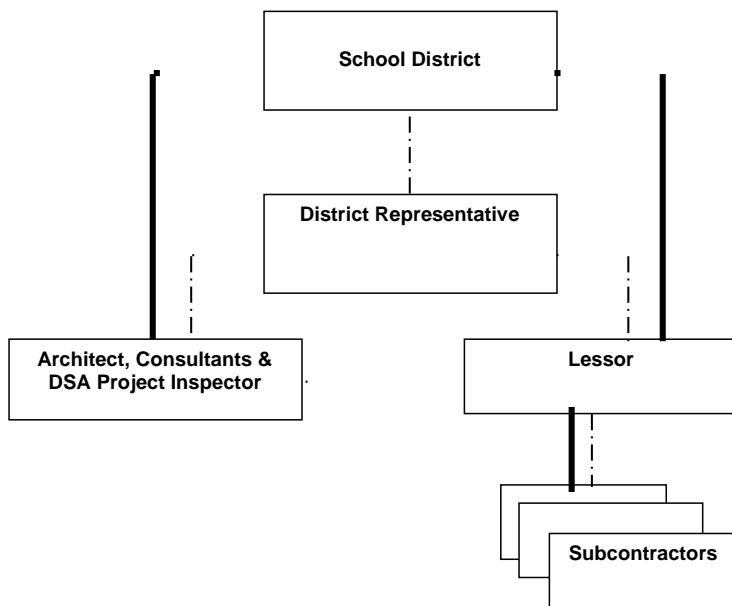 School District
District Representative
Architect, Consultants &
DSA Project Inspector
Lessor
Subcontractors